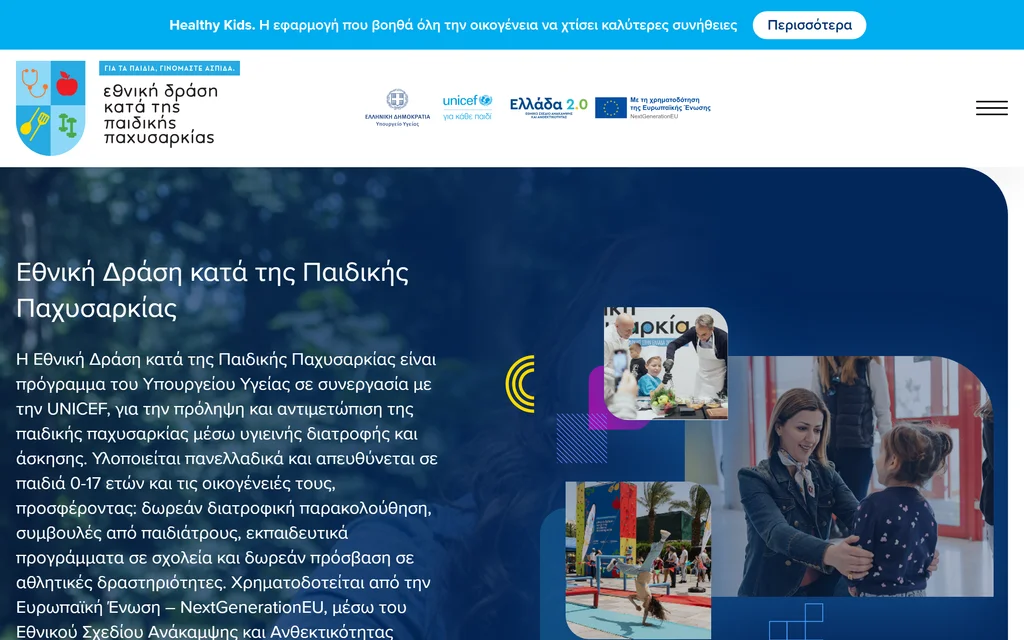 Healthy Kids. Η εφαρμογή που βοηθά όλη την οικογένεια να χτίσει καλύτερες συνήθειες
Περισσότερα
ΓΙΑ ΤΑ ΠΑΙΔΙΑ. ΓΙΝΟΜΑΣΤΕ ΑΣΠΙΔΑ.
εθνική δράση
κατά της
παιδικής
παχυσαρκίας
ΕΛΛΗΝΙΚΗ ΔΗΜΟΚΡΑΤΙΑ
Υπουργείο Υγείας
unicef
για κάθε παιδί
Ελλάδα 2.0
ΕΘΝΙΚΟ ΣΧΕΔΙΟ ΑΝΑΚΑΜΨΗΣ
ΚΑΙ ΑΝΘΕΚΤΙΚΟΤΗΤΑΣ
Με τη χρηματοδότηση
της Ευρωπαϊκής Ένωσης
NextGenerationEU
Εθνική Δράση κατά της Παιδικής
Παχυσαρκίας
Η Εθνική Δράση κατά της Παιδικής Παχυσαρκίας είναι
πρόγραμμα του Υπουργείου Υγείας σε συνεργασία με
την UNICEF, για την πρόληψη και αντιμετώπιση της
παιδικής παχυσαρκίας μέσω υγιεινής διατροφής και
άσκησης. Υλοποιείται πανελλαδικά και απευθύνεται σε
παιδιά 0-17 ετών και τις οικογένειές τους,
προσφέροντας: δωρεάν διατροφική παρακολούθηση,
συμβουλές από παιδιάτρους, εκπαιδευτικά
προγράμματα σε σχολεία και δωρεάν πρόσβαση σε
αθλητικές δραστηριότητες. Χρηματοδοτείται από την
Ευρωπαϊκή Ένωση – NextGenerationEU, μέσω του
Εθνικού Σχεδίου Ανάκαμψης και Ανθεκτικότητας